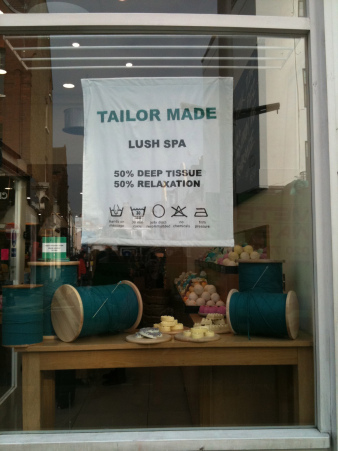 TAILOR MADE
LUSH SPA
50% DEEP TISSUE
50% RELAXATION